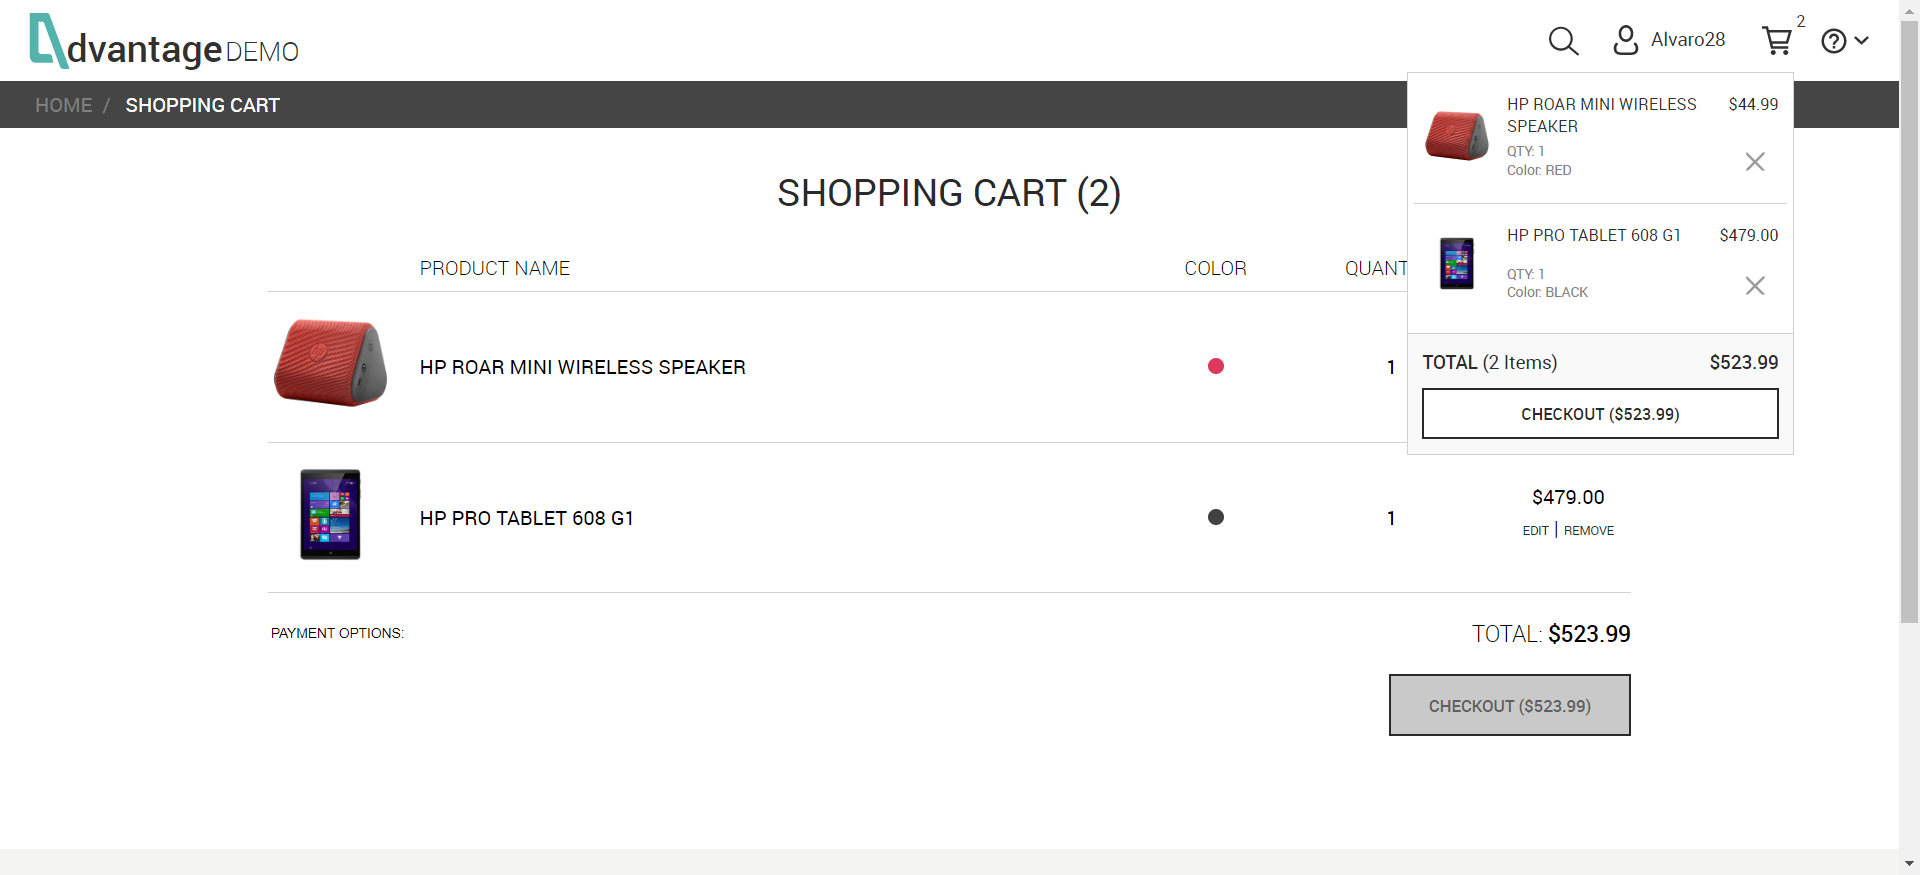 dvantage DEMO
Alvaro28
2
HOME / SHOPPING CART
HP ROAR MINI WIRELESS SPEAKER
$44.99
QTY: 1
Color: RED
HP PRO TABLET 608 G1
$479.00
QTY: 1
Color: BLACK
TOTAL (2 Items)
$523.99
CHECKOUT ($523.99)
SHOPPING CART (2)
PRODUCT NAME
COLOR
QUANT
HP ROAR MINI WIRELESS SPEAKER
1
HP PRO TABLET 608 G1
1
$479.00
EDIT | REMOVE
PAYMENT OPTIONS:
TOTAL: $523.99
CHECKOUT ($523.99)